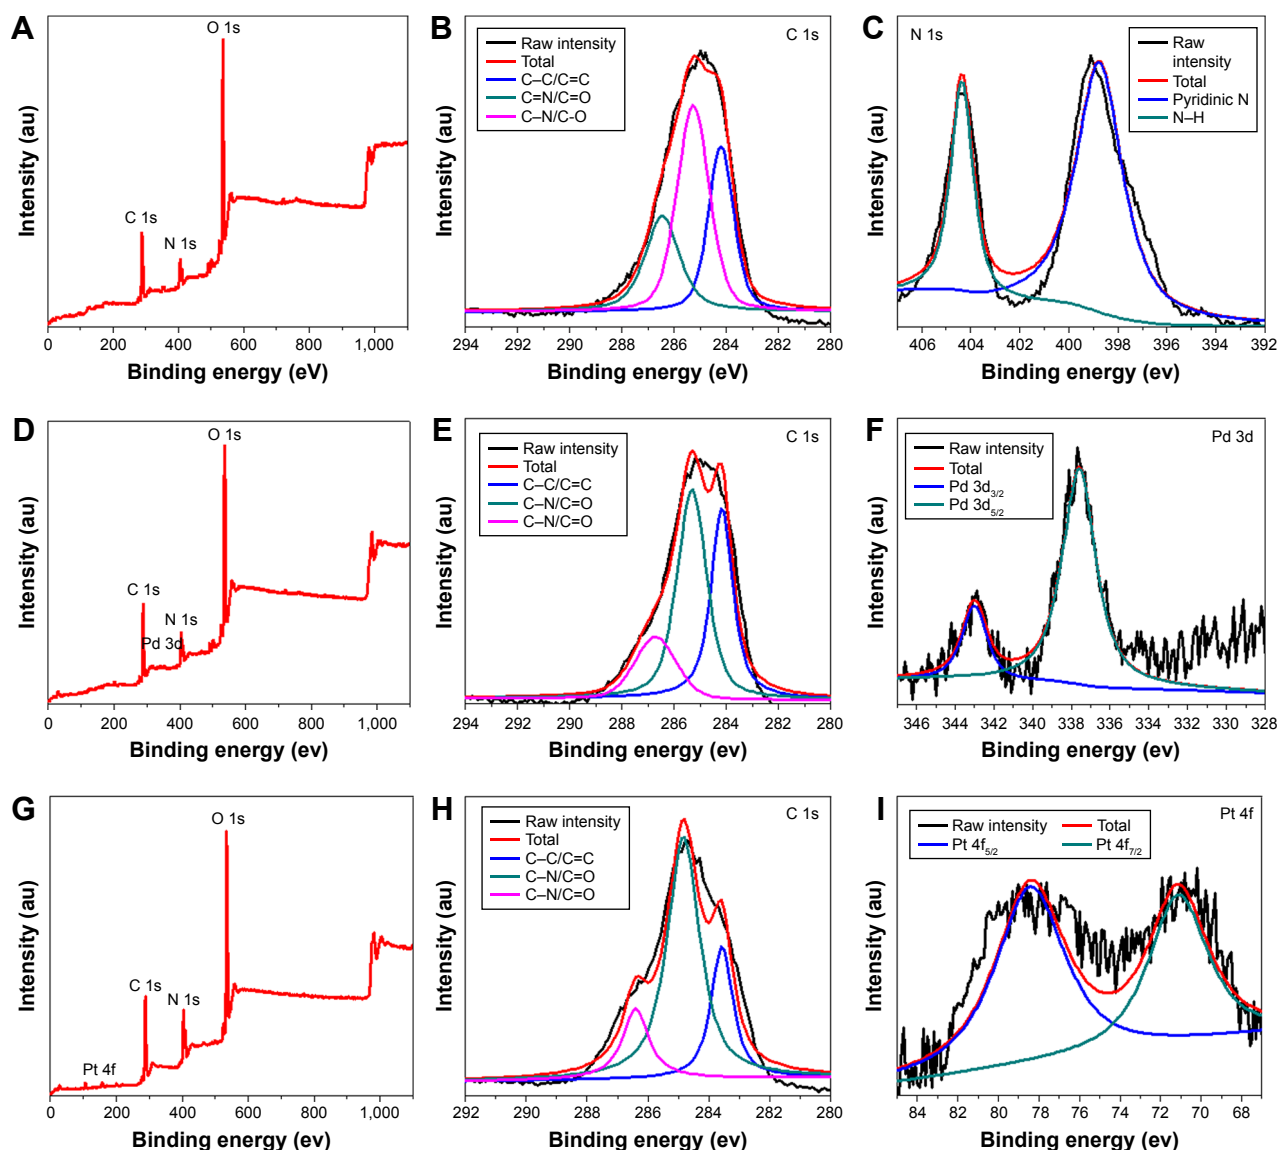 A
O 1s
C 1s
N 1s
Intensity (au)
0
200
400
600
800
1,000
Binding energy (eV)
B
C 1s
Raw intensity
Total
C–C/C=C
C=N/C=O
C–N/C-O
Intensity (au)
294
292
290
288
286
284
282
280
Binding energy (eV)
C
N 1s
Raw
intensity
Total
Pyridinic N
N–H
Intensity (au)
406
404
402
400
398
396
394
392
Binding energy (ev)
D
O 1s
C 1s
N 1s
Pd 3d
Intensity (au)
0
200
400
600
800
1,000
Binding energy (ev)
E
C 1s
Raw intensity
Total
C–C/C=C
C–N/C=O
C–N/C=O
Intensity (au)
294
292
290
288
286
284
282
280
Binding energy (ev)
F
Pd 3d
Raw intensity
Total
Pd 3d3/2
Pd 3d5/2
Intensity (au)
346
342
340
338
336
332
330
328
Binding energy (ev)
G
O 1s
C 1s
N 1s
Pt 4f
Intensity (au)
0
200
400
600
800
1,000
Binding energy (ev)
H
C 1s
Raw intensity
Total
C–C/C=C
C–N/C=O
C–N/C=O
Intensity (au)
292
290
288
286
284
282
280
Binding energy (ev)
I
Pt 4f
Raw intensity
Total
Pt 4f5/2
Pt 4f7/2
Intensity (au)
84
82
80
78
76
74
72
70
68
Binding energy (ev)